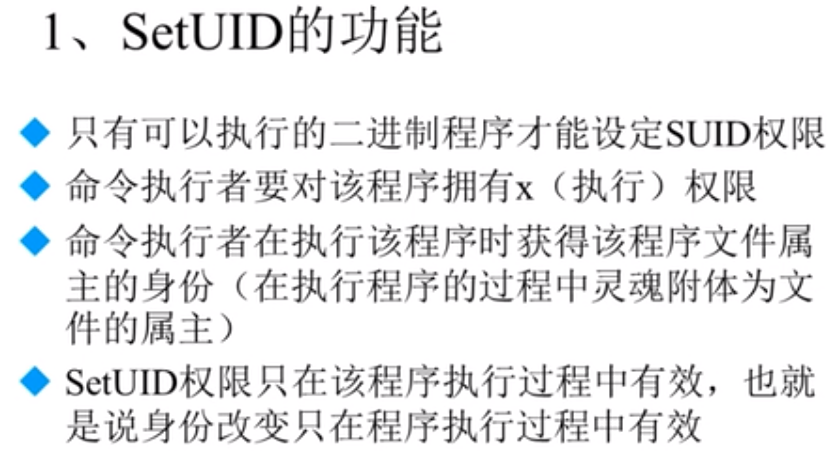 1、SetUID的功能
只有可以执行的二进制程序才能设定SUID权限
命令执行者要对该程序拥有x（执行）权限
命令执行者在执行该程序时获得该程序文件属
主的身份（在执行程序的过程中灵魂附体为文
件的属主）
SetUID权限只在该程序执行过程中有效，也就
是说身份改变只在程序执行过程中有效